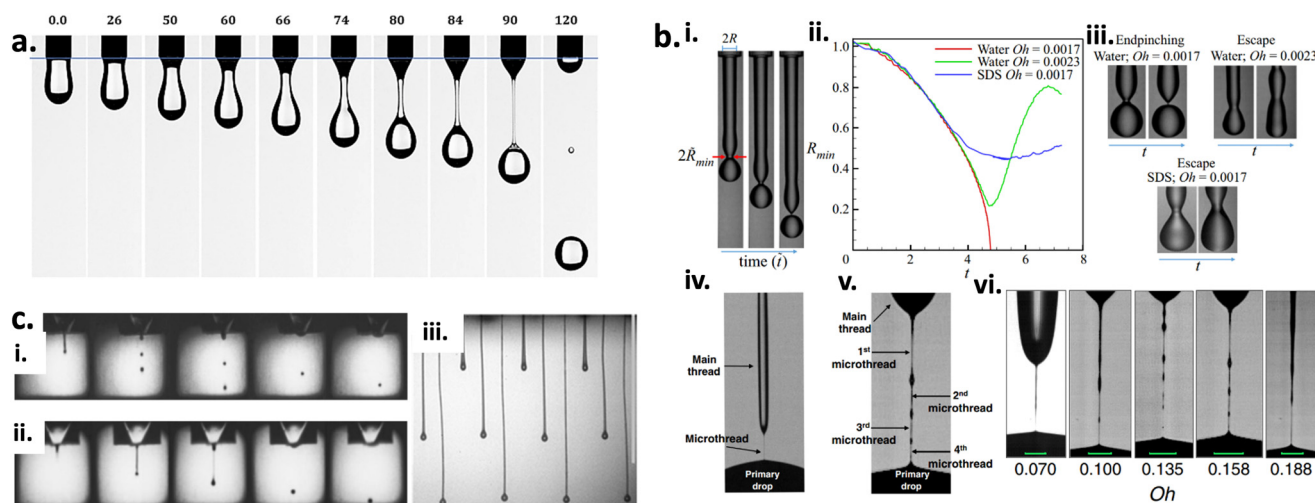 0.0 26 50 60 66 74 80 84 90 120
a.
b. i.
2R
2R̃min
time (t̃)
ii.
Water Oh = 0.0017
Water 0h = 0.0023
SDS Oh = 0.0017
1.0
0.8
0.6
0.4
0.2
Rmin
0 2 4 6 8
t
iii.
Endpinching
Water; Oh = 0.0017
t
Escape
Water; Oh = 0.0023
t
Escape
SDS; Oh = 0.0017
t
c.
i.
ii.
iii.
iv.
Main
thread
Microthread
Primary
drop
v.
Main
thread
1st
microthread
2nd
microthread
3rd
microthread
4th
microthread
Primary
drop
vi.
0.070 0.100 0.135 0.158 0.188
Oh